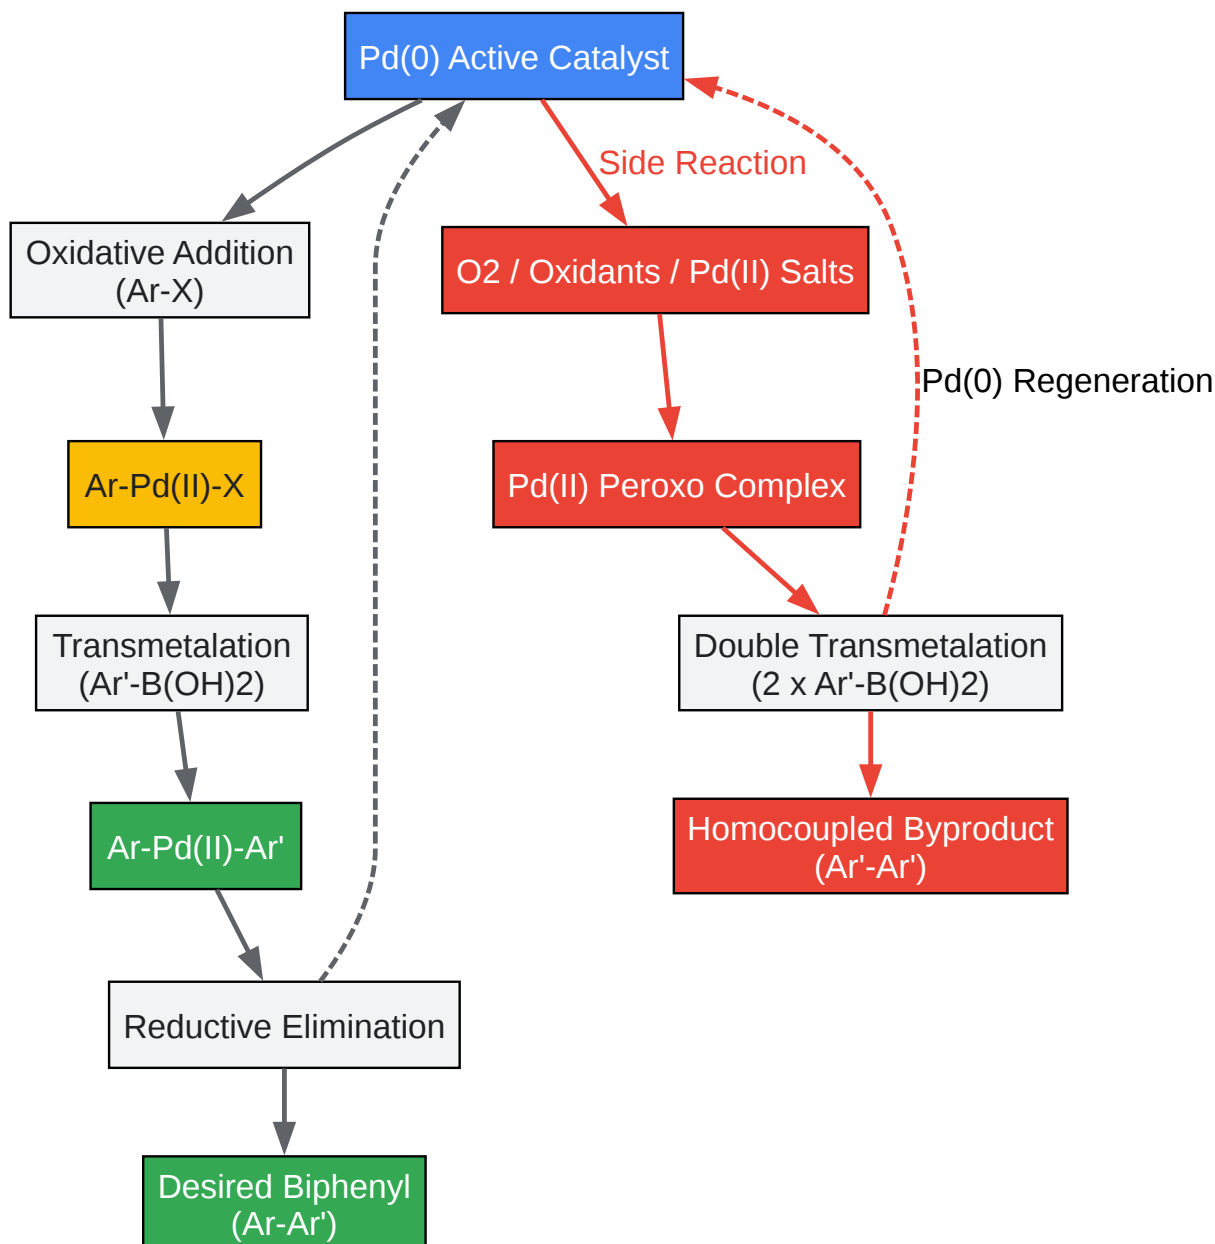 Pd(0) Active Catalyst
Side Reaction
Oxidative Addition
(Ar-X)
O2 / Oxidants / Pd(II) Salts
Pd(0) Regeneration
Ar-Pd(II)-X
Pd(II) Peroxo Complex
Transmetalation
(Ar'-B(OH)2)
Double Transmetalation
(2 x Ar'-B(OH)2)
Ar-Pd(II)-Ar'
Homocoupled Byproduct
(Ar'-Ar')
Reductive Elimination
Desired Biphenyl
(Ar-Ar')